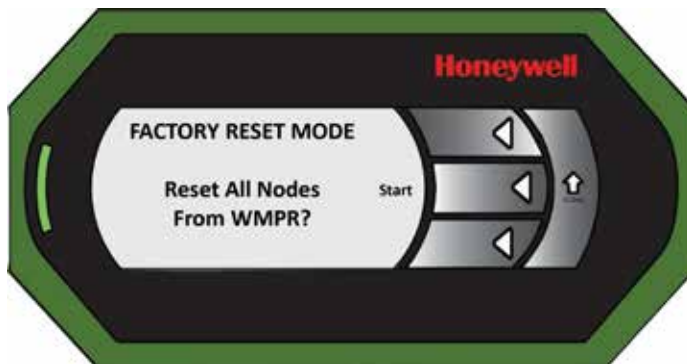 Honeywell
FACTORY RESET MODE
Reset All Nodes
Start
From WMPR?